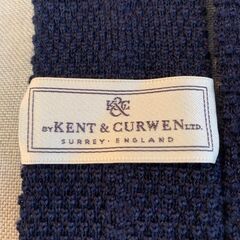 K&C
BY KENT & CURWEN LTD.
SURREY · ENGLAND